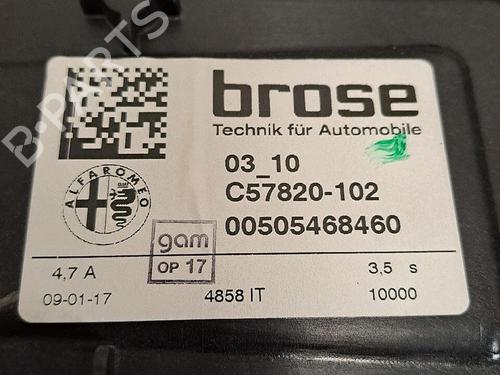 brose
Technik für Automobile
03_10
C57820-102
00505468460
ALFA ROMEO
gam
OP 17
4,7 A
3,5 s
09-01-17
4858 IT
10000
B-PARTS